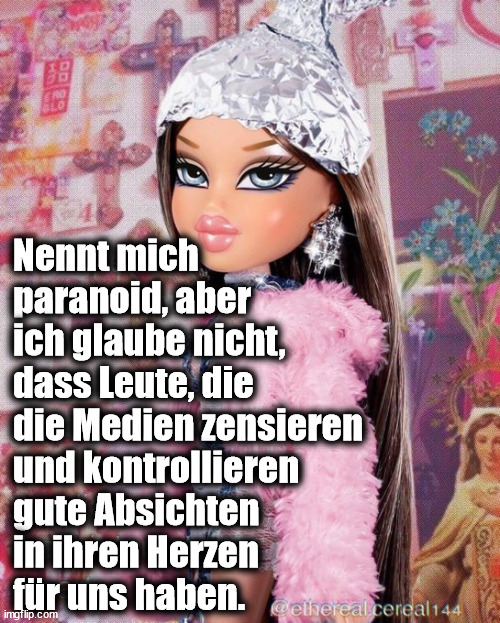 Nennt mich
paranoid, aber
ich glaube nicht,
dass Leute, die
die Medien zensieren
und kontrollieren
gute Absichten
in ihren Herzen
für uns haben.
@ethereal.cereal144
imgflip.com